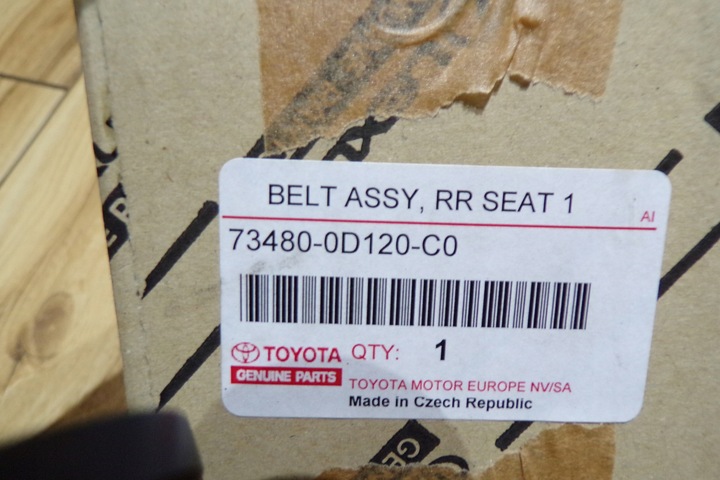 BELT ASSY, RR SEAT 1
AI
73480-0D120-C0
TOYOTA QTY: 1
GENUINE PARTS
TOYOTA MOTOR EUROPE NV/SA
Made in Czech Republic